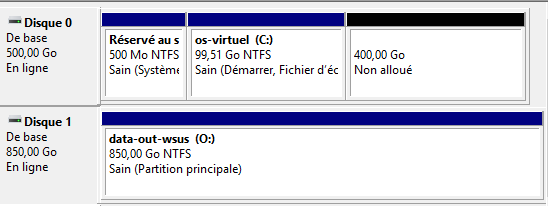 Disque 0
De base
500,00 Go
En ligne
Réservé au s
500 Mo NTFS
Sain (Système
os-virtuel (C:)
99,51 Go NTFS
Sain (Démarrer, Fichier d'éc
400,00 Go
Non alloué
Disque 1
De base
850,00 Go
En ligne
data-out-wsus (O:)
850,00 Go NTFS
Sain (Partition principale)